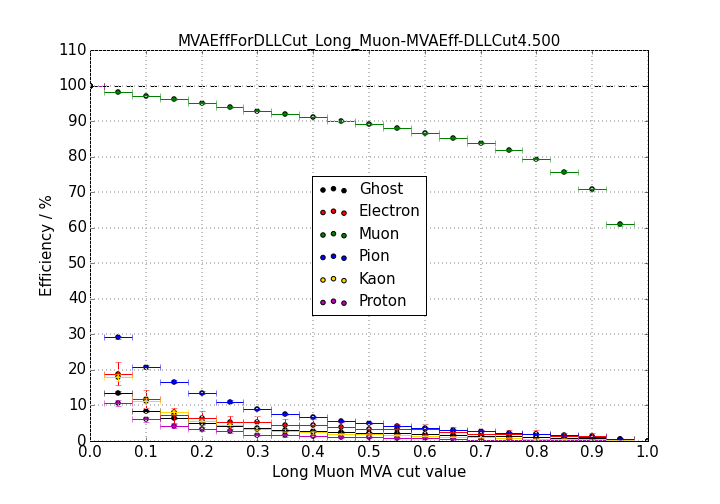 MVAEffForDLLCut_Long_Muon-MVAEff-DLLCut4.500
110
100
90
80
70
60
50
40
30
20
10
0
Efficiency / %
Ghost
Electron
Muon
Pion
Kaon
Proton
0.0 0.1 0.2 0.3 0.4 0.5 0.6 0.7 0.8 0.9 1.0
Long Muon MVA cut value